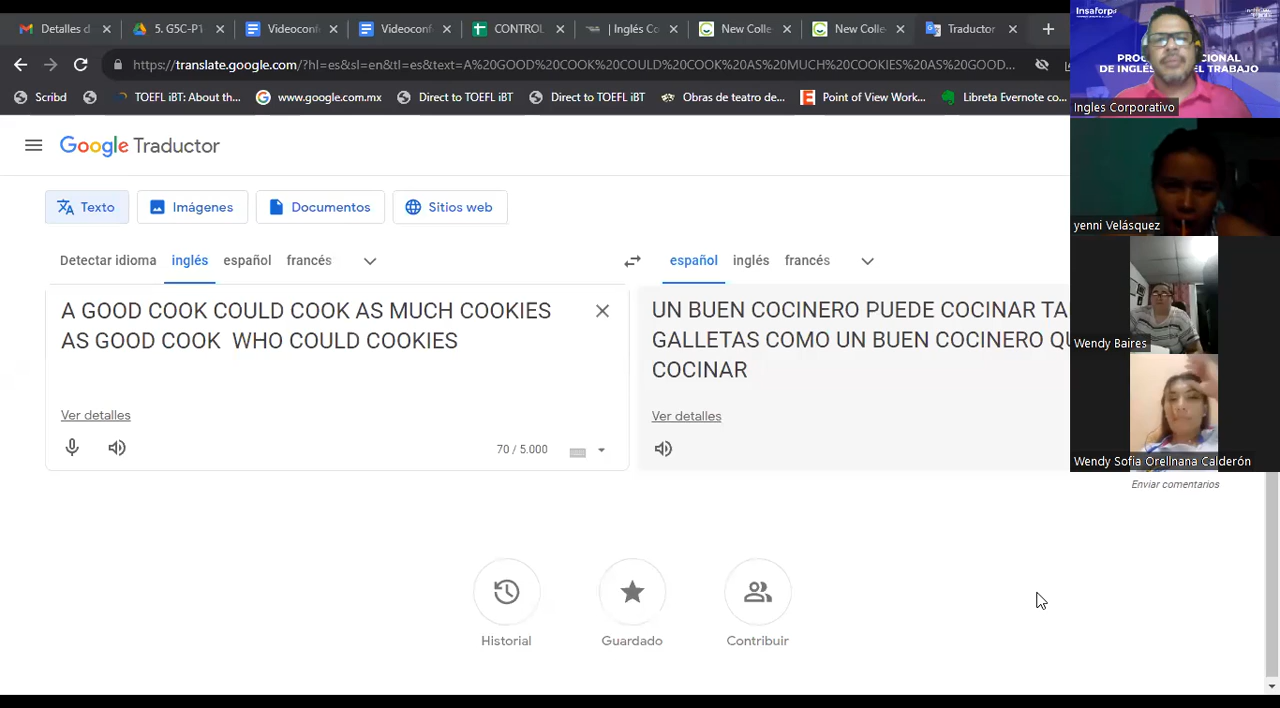 Detalles d
5. G5C-P1
Videoconf
Videoconf
CONTROL
| Inglés Co
New Colle
New Colle
Traductor
https://translate.google.com/?hl=es&sl=en&tl=es&text=A%20GOOD%20COOK%20COULD%20COOK%20AS%20MUCH%20COOKIES%20AS%20GOOD...
Scribd
TOEFL iBT: About th...
www.google.com.mx
Direct to TOEFL iBT
Direct to TOEFL iBT
Obras de teatro de...
Point of View Work...
Libreta Evernote co...
Google Traductor
Texto
Imágenes
Documentos
Sitios web
Detectar idioma
inglés
español
francés
español
inglés
francés
A GOOD COOK COULD COOK AS MUCH COOKIES
AS GOOD COOK WHO COULD COOKIES
Ver detalles
70 / 5.000
UN BUEN COCINERO PUEDE COCINAR TA
GALLETAS COMO UN BUEN COCINERO QU
COCINAR
Ver detalles
Enviar comentarios
Historial
Guardado
Contribuir
Insaforp
DE INGLÉS
EL TRABAJO
Ingles Corporativo
yenni Velásquez
Wendy Baires
Wendy Sofia Orellnana Calderón